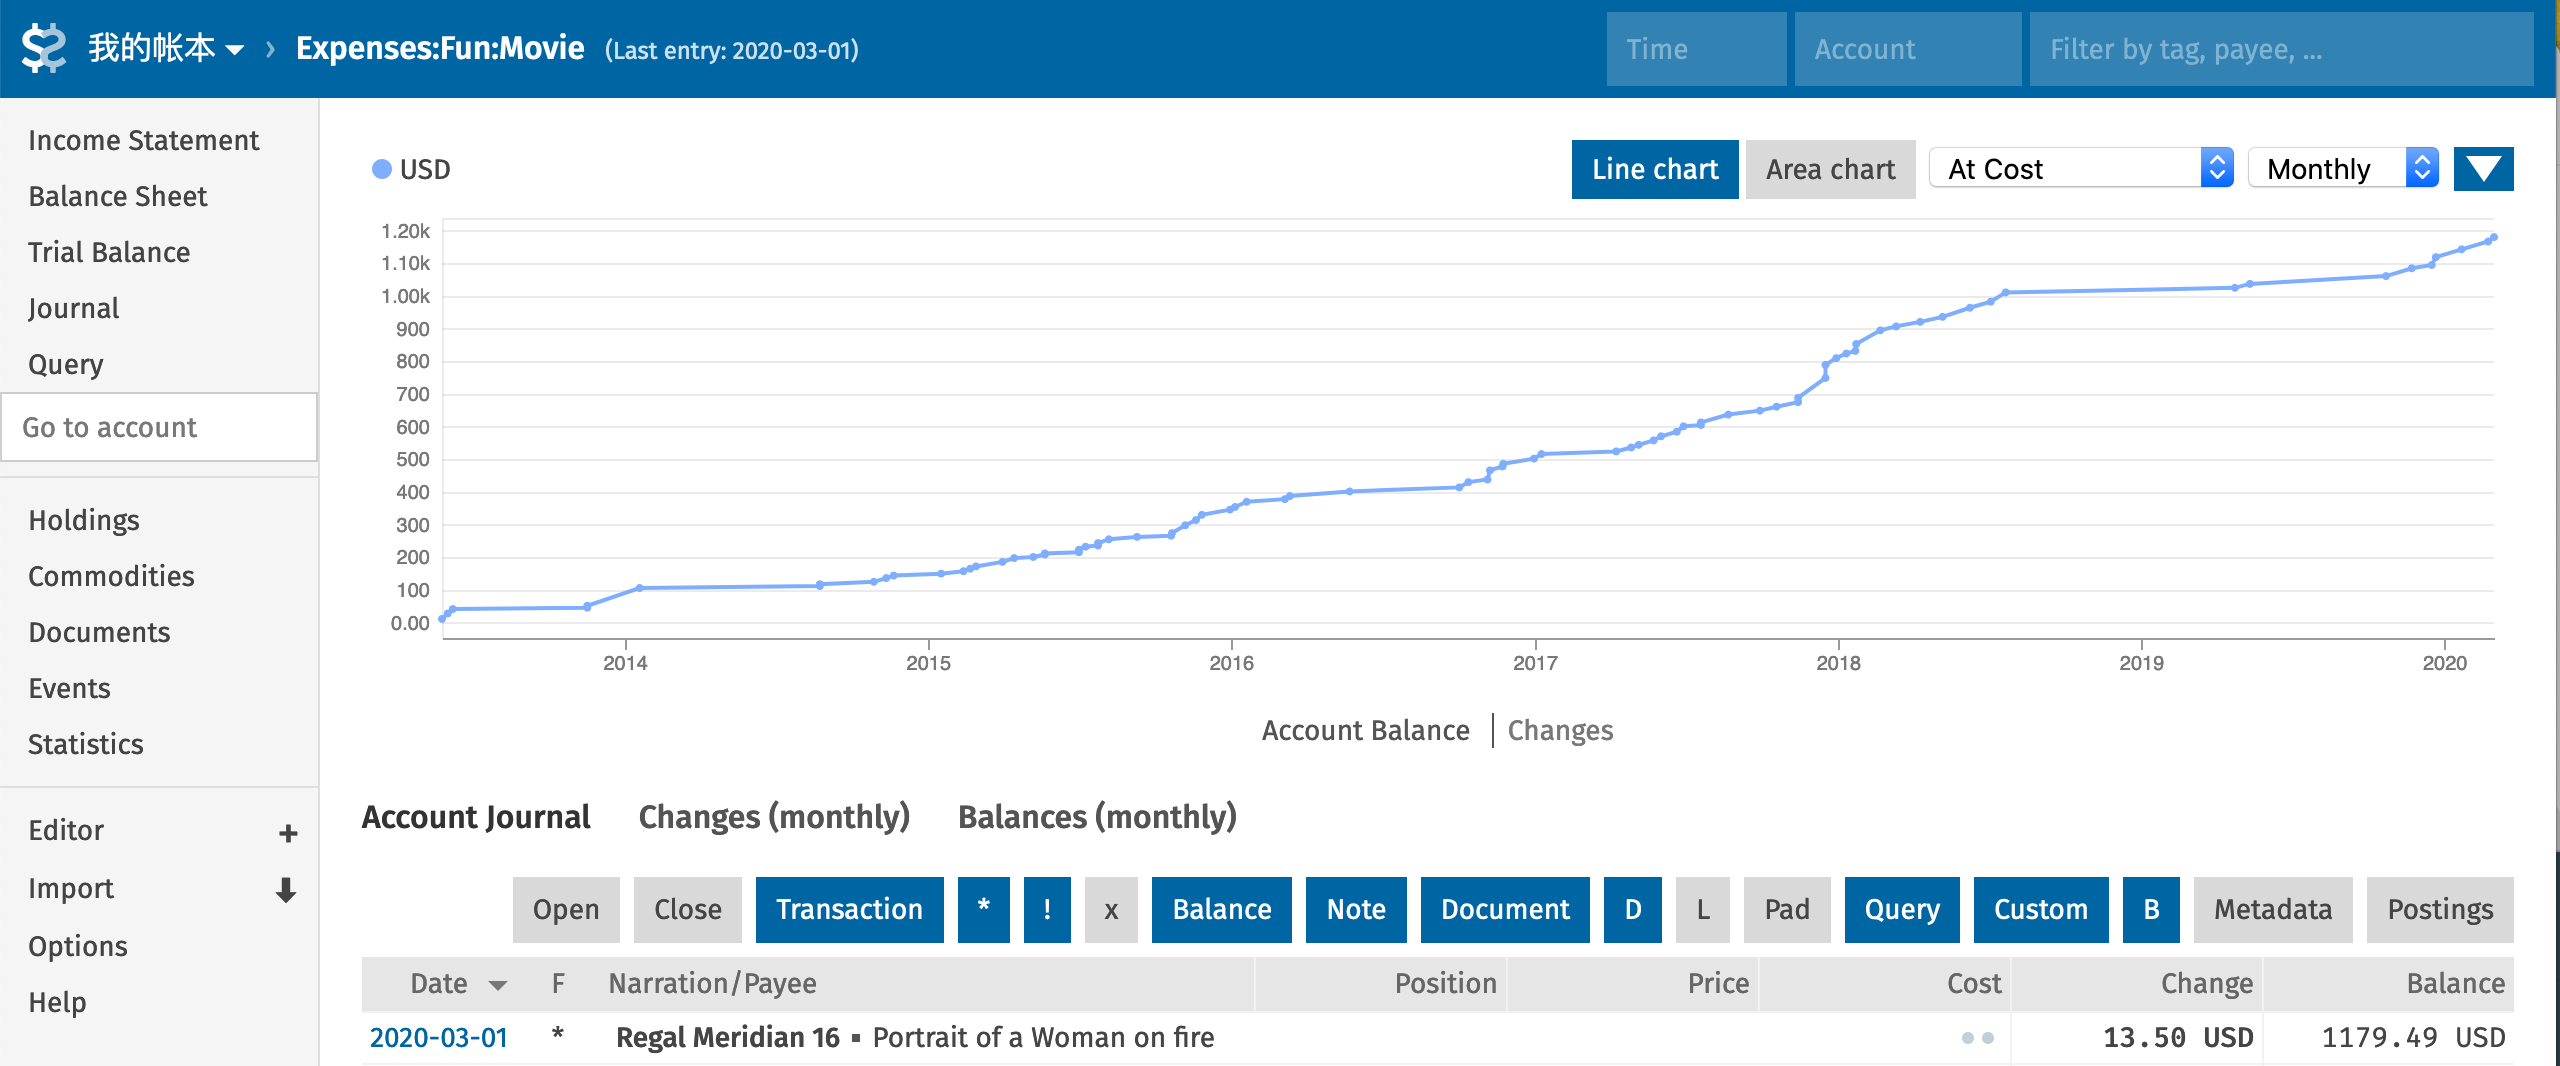 我的帐本 › Expenses:Fun:Movie (Last entry: 2020-03-01) Time Account Filter by tag, payee, ...
Income Statement
Balance Sheet
Trial Balance
Journal
Query
Go to account
Holdings
Commodities
Documents
Events
Statistics
Editor +
Import
Options
Help
USD Line chart Area chart At Cost Monthly
1.20k
1.10k
1.00k
900
800
700
600
500
400
300
200
100
0.00
2014 2015 2016 2017 2018 2019 2020
Account Balance Changes
Account Journal Changes (monthly) Balances (monthly)
Open Close Transaction * ! x Balance Note Document D L Pad Query Custom B Metadata Postings
Date F Narration/Payee Position Price Cost Change Balance
2020-03-01 * Regal Meridian 16 ▪ Portrait of a Woman on fire 13.50 USD 1179.49 USD